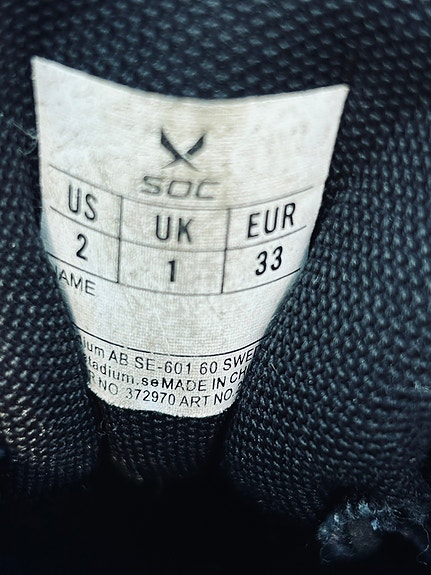 SOC
US UK EUR
2 1 33
AME
ium AB SE-601 60 SWE
tadium.se MADE IN CH
R NO 372970 ART NO